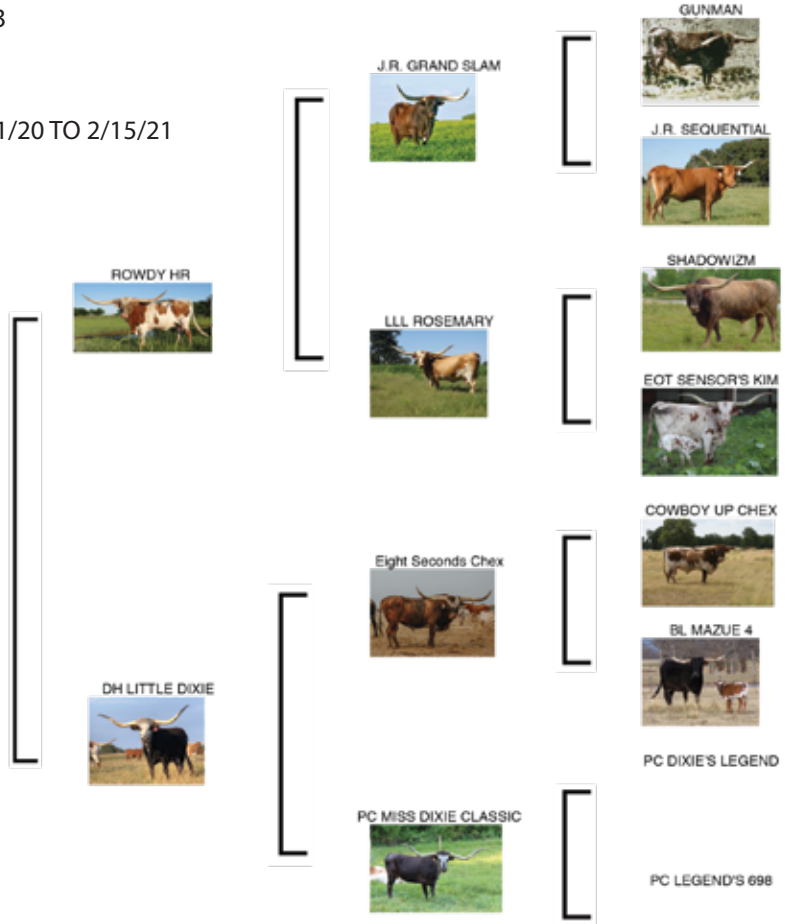 3
1/20 TO 2/15/21
GUNMAN
J.R. GRAND SLAM
J.R. SEQUENTIAL
ROWDY HR
SHADOWIZM
LLL ROSEMARY
EOT SENSOR'S KIM
COWBOY UP CHEX
Eight Seconds Chex
BL MAZUE 4
DH LITTLE DIXIE
PC DIXIE'S LEGEND
PC MISS DIXIE CLASSIC
PC LEGEND'S 698